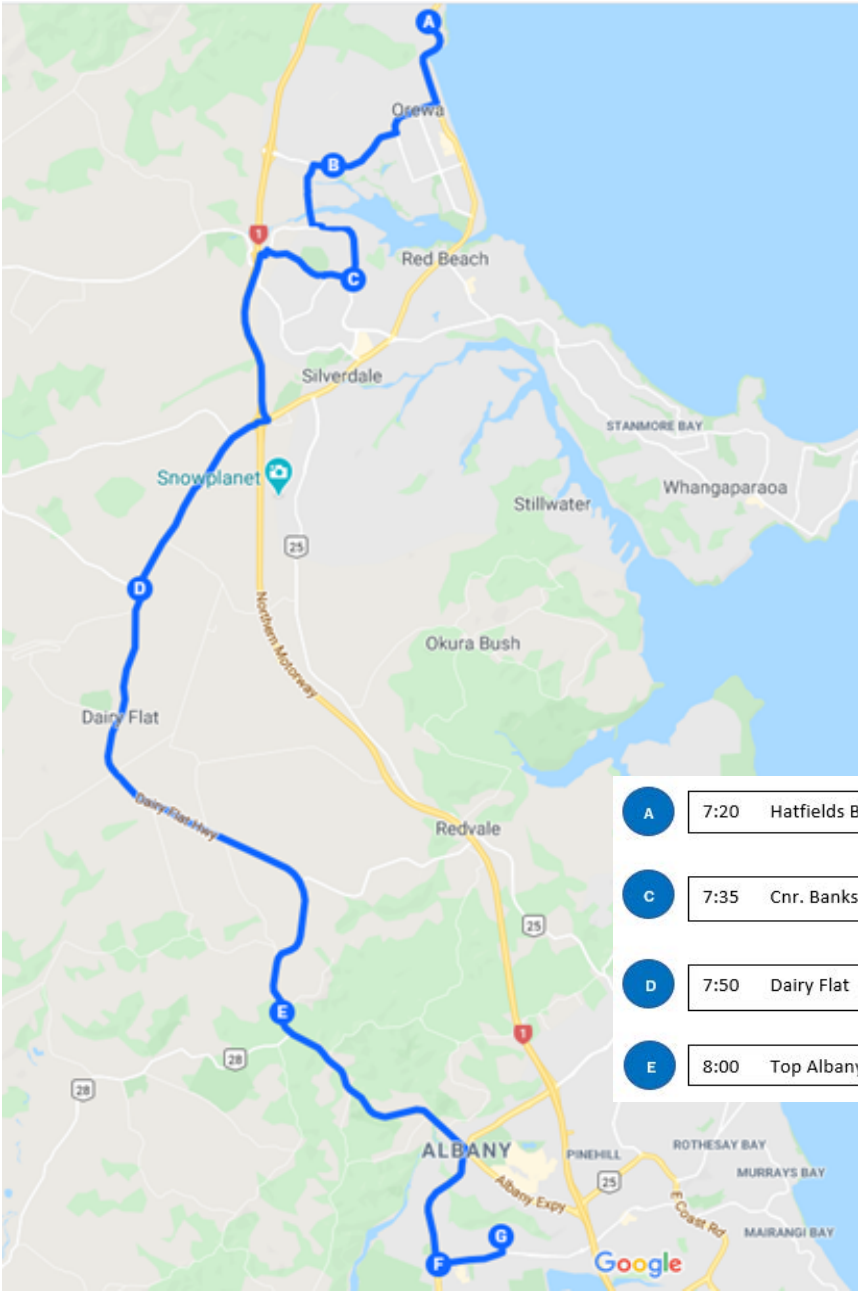 A
Orewa
B
1
C
Red Beach
Silverdale
STANMORE BAY
Snowplanet
Whangaparaoa
Stillwater
25
D
Northern Motorway
Okura Bush
Dairy Flat
Dairy Flat Hwy
Redvale
A 7:20 Hatfields B
C 7:35 Cnr. Banks
25
D 7:50 Dairy Flat
E
1
28
E 8:00 Top Albany
28
ALBANY
PINEHILL
ROTHESAY BAY
25
MURRAYS BAY
Albany Expy
E Coast Rd
MAIRANGI BAY
G
F
Google